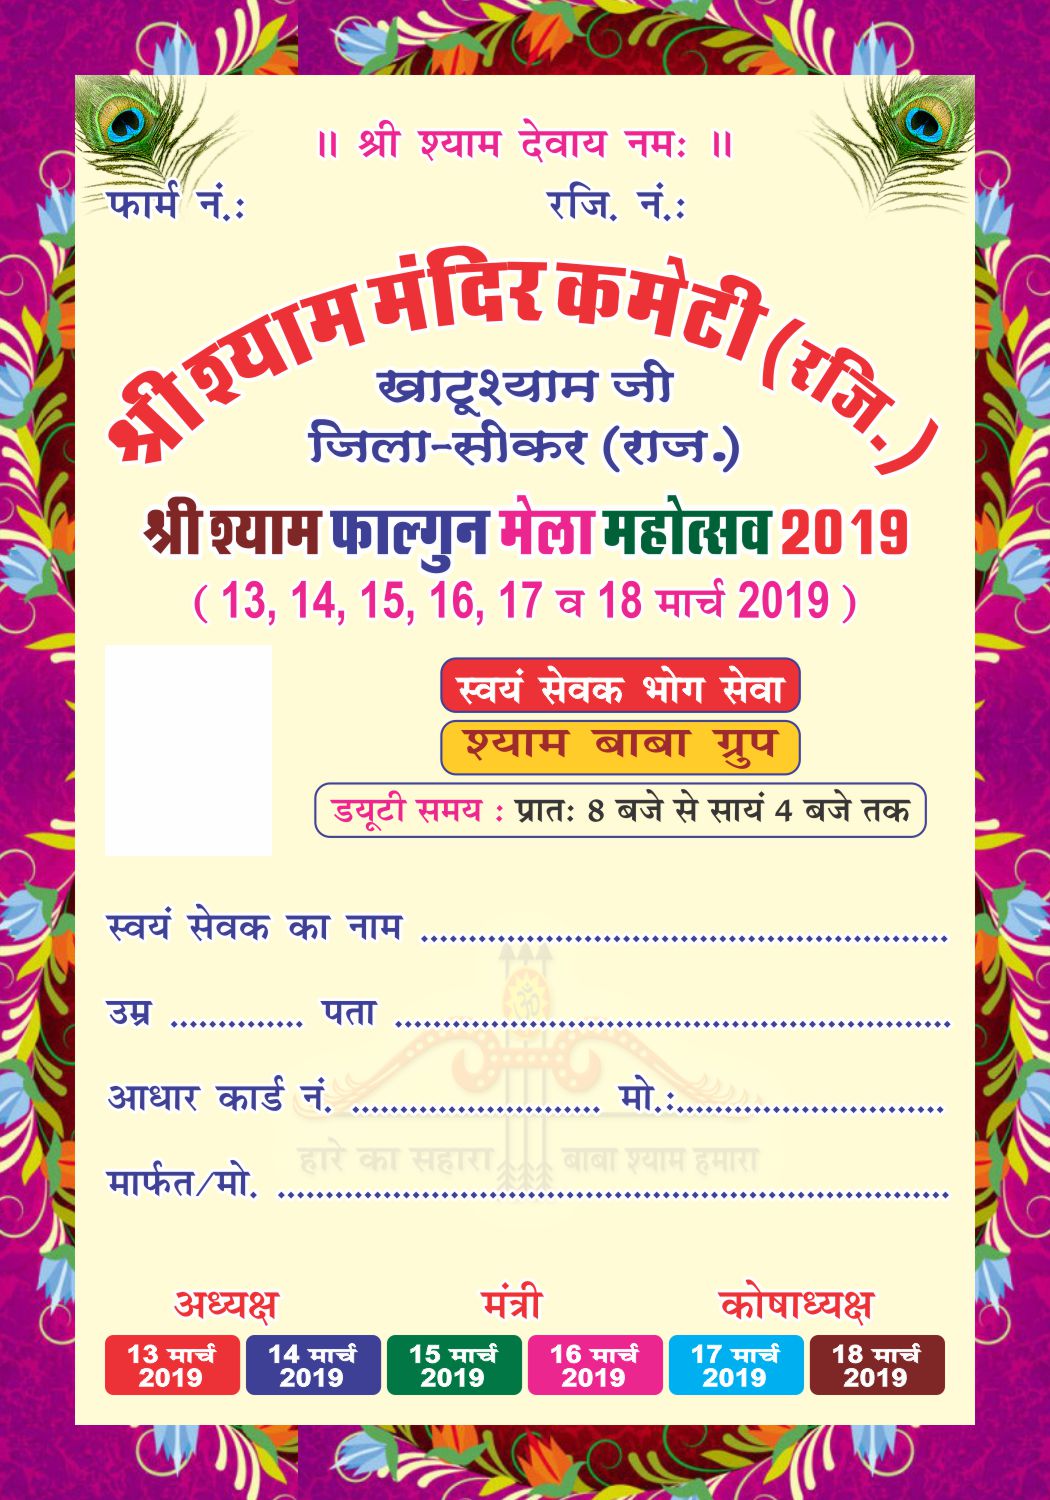 ॥ श्री श्याम देवाय नमः ॥
फार्म नं.: रजि. नं.:
श्री श्याम मंदिर कमेटी (रजि.)
खाटूश्याम जी
जिला-सीकर (राज.)
श्री श्याम फाल्गुन मेला महोत्सव 2019
( 13, 14, 15, 16, 17 व 18 मार्च 2019 )
स्वयं सेवक भोग सेवा
श्याम बाबा ग्रुप
डयूटी समय : प्रातः 8 बजे से सायं 4 बजे तक
स्वयं सेवक का नाम ........................................................
उम्र .............. पता ...........................................................
आधार कार्ड नं. .......................... मो.:............................
हारे का सहारा बाबा श्याम हमारा
मार्फत/मो. .......................................................................
अध्यक्ष मंत्री कोषाध्यक्ष
13 मार्च 2019 14 मार्च 2019 15 मार्च 2019 16 मार्च 2019 17 मार्च 2019 18 मार्च 2019